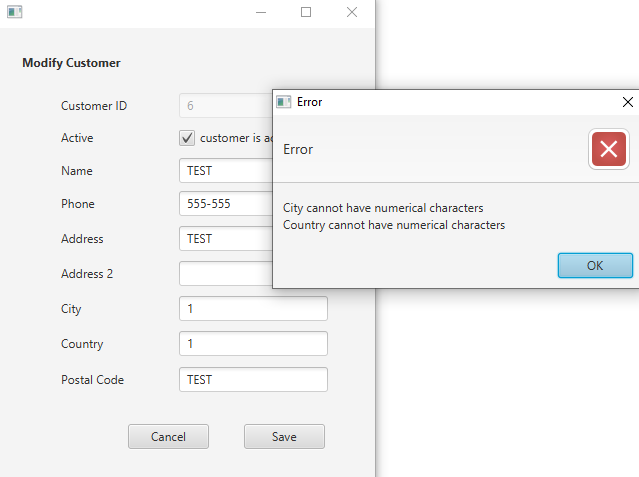 Modify Customer
Customer ID 6
Active customer is
Name TEST
Phone 555-555
Address TEST
Address 2
City 1
Country 1
Postal Code TEST
Cancel Save
Error
Error
City cannot have numerical characters
Country cannot have numerical characters
OK